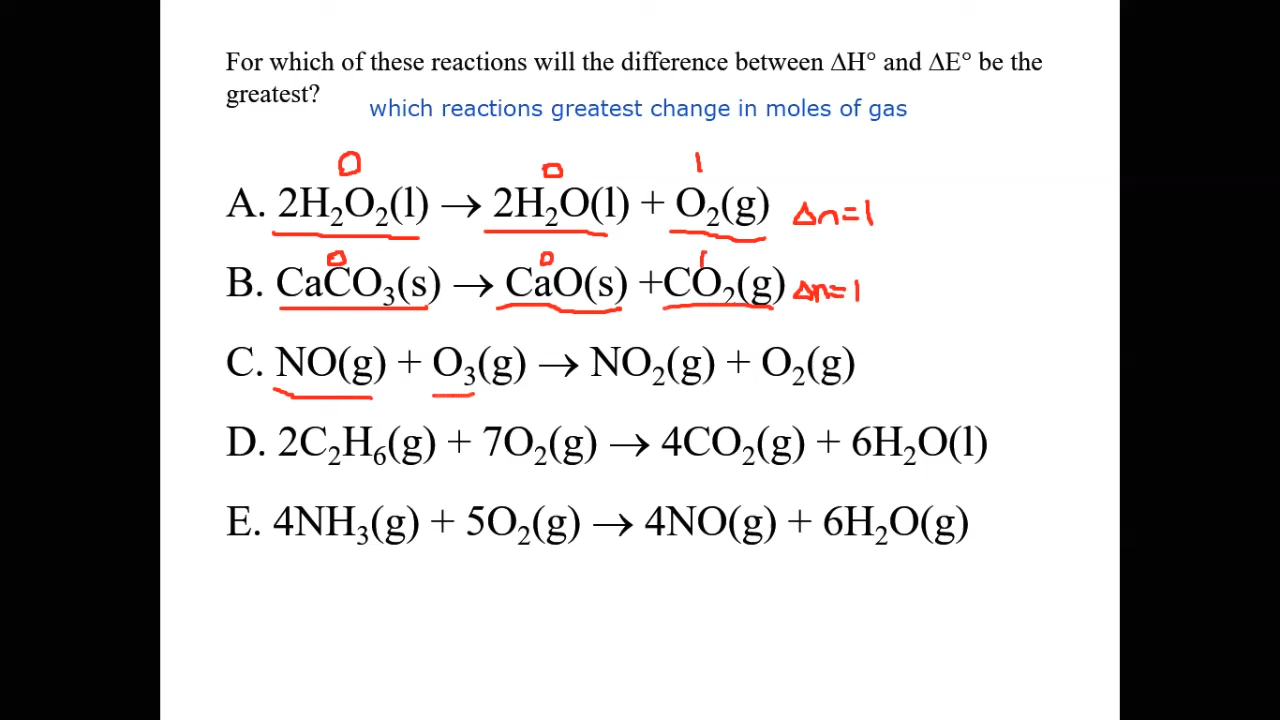 For which of these reactions will the difference between ΔH° and ΔE° be the
greatest?
which reactions greatest change in moles of gas
0 0 1
A. 2H₂O₂(l) → 2H₂O(l) + O₂(g) Δn=1
0 0 1
B. CaCO₃(s) → CaO(s) +CO₂(g) Δn=1
C. NO(g) + O₃(g) → NO₂(g) + O₂(g)
D. 2C₂H₆(g) + 7O₂(g) → 4CO₂(g) + 6H₂O(l)
E. 4NH₃(g) + 5O₂(g) → 4NO(g) + 6H₂O(g)